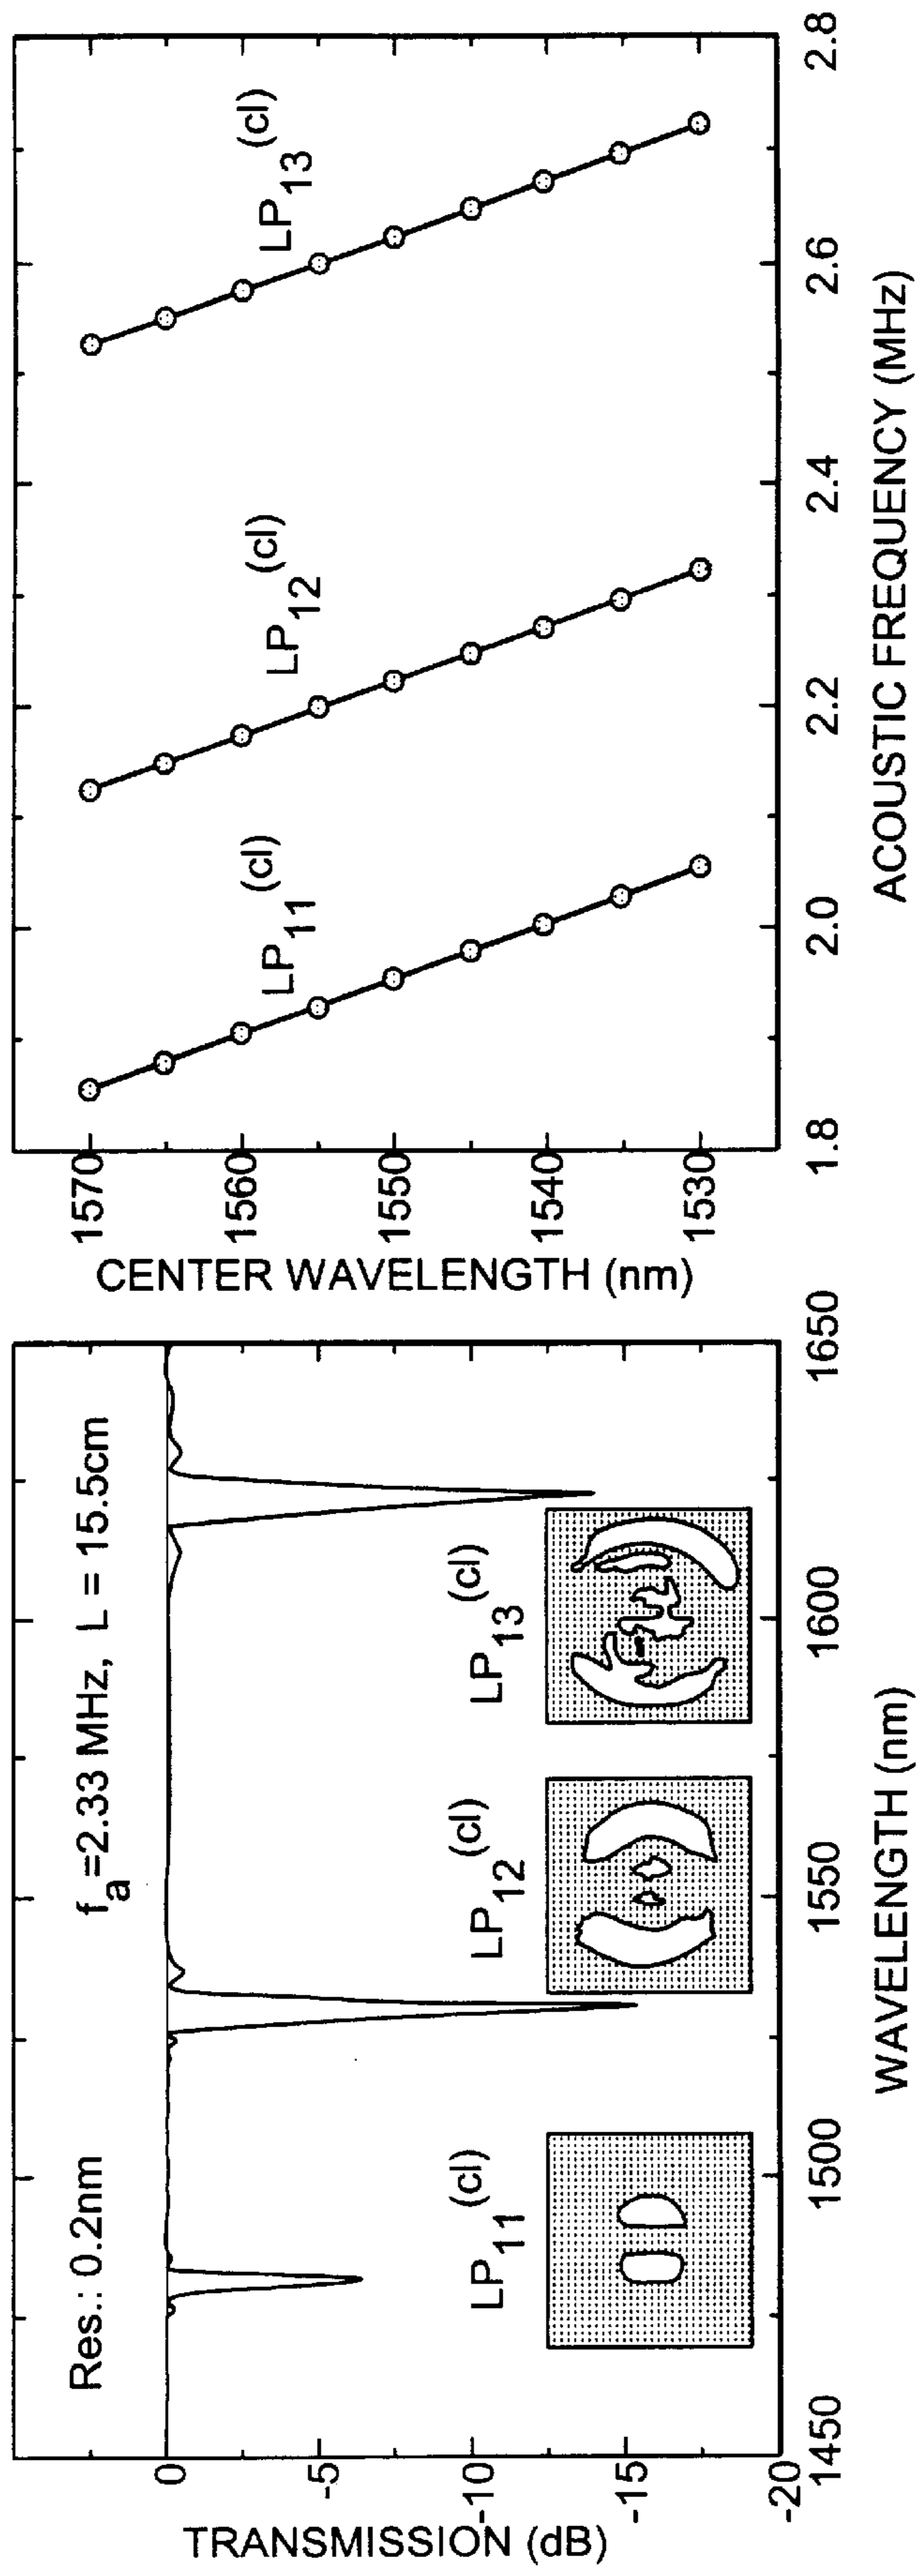 TRANSMISSION (dB)
0
-5
-10
-15
-20
Res.: 0.2nm
fa=2.33 MHz, L = 15.5cm
LP11(cl)
LP12(cl)
LP13(cl)
1450
1500
1550
1600
1650
WAVELENGTH (nm)
CENTER WAVELENGTH (nm)
1570
1560
1550
1540
1530
LP11(cl)
LP12(cl)
LP13(cl)
1.8
2.0
2.2
2.4
2.6
2.8
ACOUSTIC FREQUENCY (MHz)